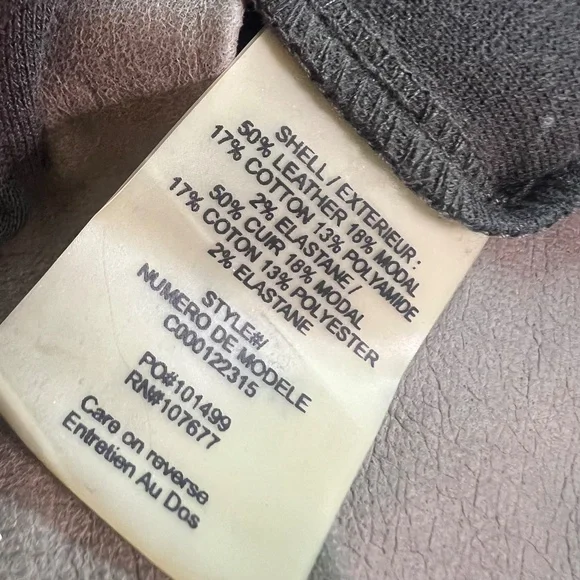 SHELL/EXTERIEUR:
50% LEATHER 18% MODAL
17% COTTON 13% POLYAMIDE
2% ELASTANE/
50% CUIR 18% MODAL
17% COTON 13% POLYESTER
2% ELASTANE
STYLE#/
NUMERO DE MODELE
C000122315
PO#101499
RN#107677
Care on reverse
Entretien Au Dos